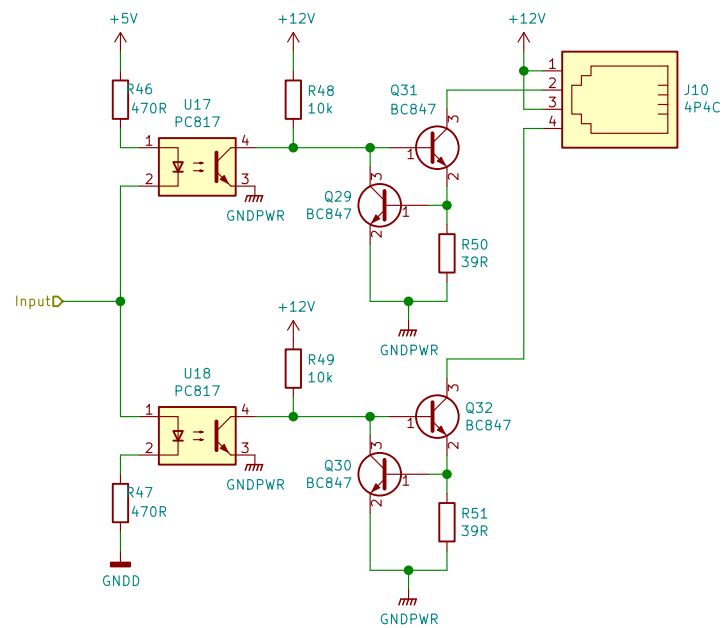 +5V
+12V
+12V
R46
470R
U17
PC817
1
2
4
3
GNDPWR
R48
10k
Q31
BC847
1
3
2
Q29
BC847
3
1
2
R50
39R
GNDPWR
1
2
3
4
J10
4P4C
Input
+12V
R49
10k
U18
PC817
1
2
4
3
GNDPWR
R47
470R
GNDD
Q32
BC847
1
3
2
Q30
BC847
3
1
2
R51
39R
GNDPWR